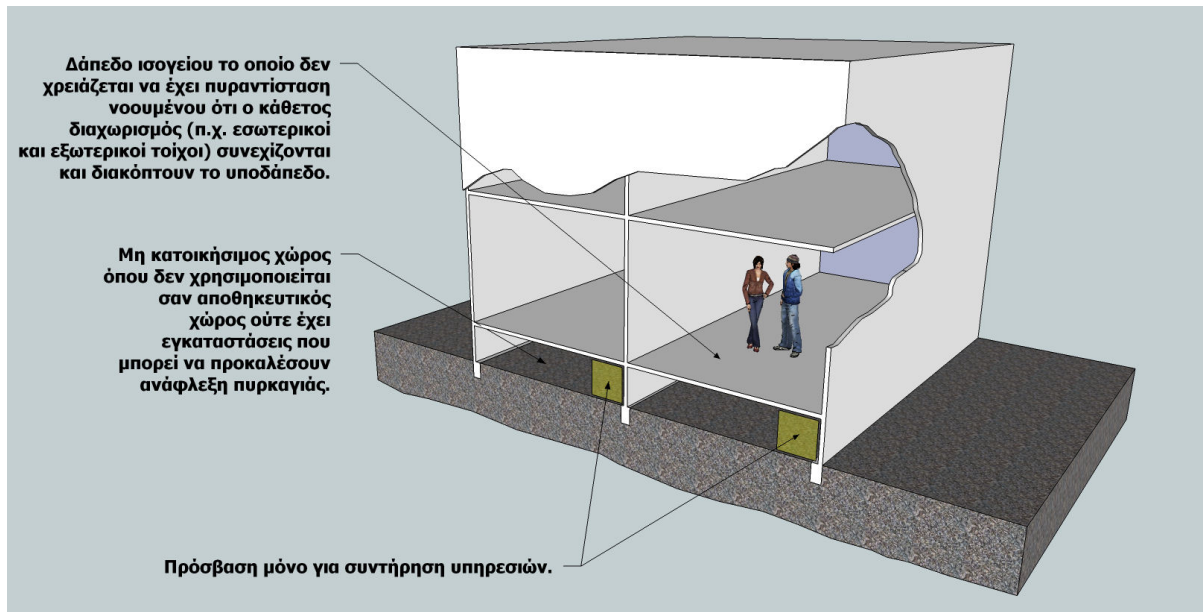 Δάπεδο ισογείου το οποίο δεν
χρειάζεται να έχει πυραντίσταση
νοουμένου ότι ο κάθετος
διαχωρισμός (π.χ. εσωτερικοί
και εξωτερικοί τοίχοι) συνεχίζονται
και διακόπτουν το υποδάπεδο.
Μη κατοικήσιμος χώρος
όπου δεν χρησιμοποιείται
σαν αποθηκευτικός
χώρος ούτε έχει
εγκαταστάσεις που
μπορεί να προκαλέσουν
ανάφλεξη πυρκαγιάς.
Πρόσβαση μόνο για συντήρηση υπηρεσιών.